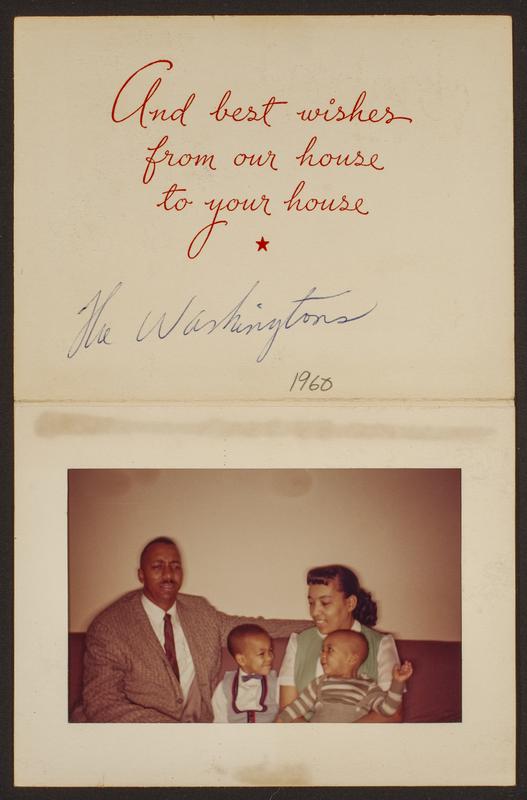 And best wishes
from our house
to your house
The Washingtons
1960